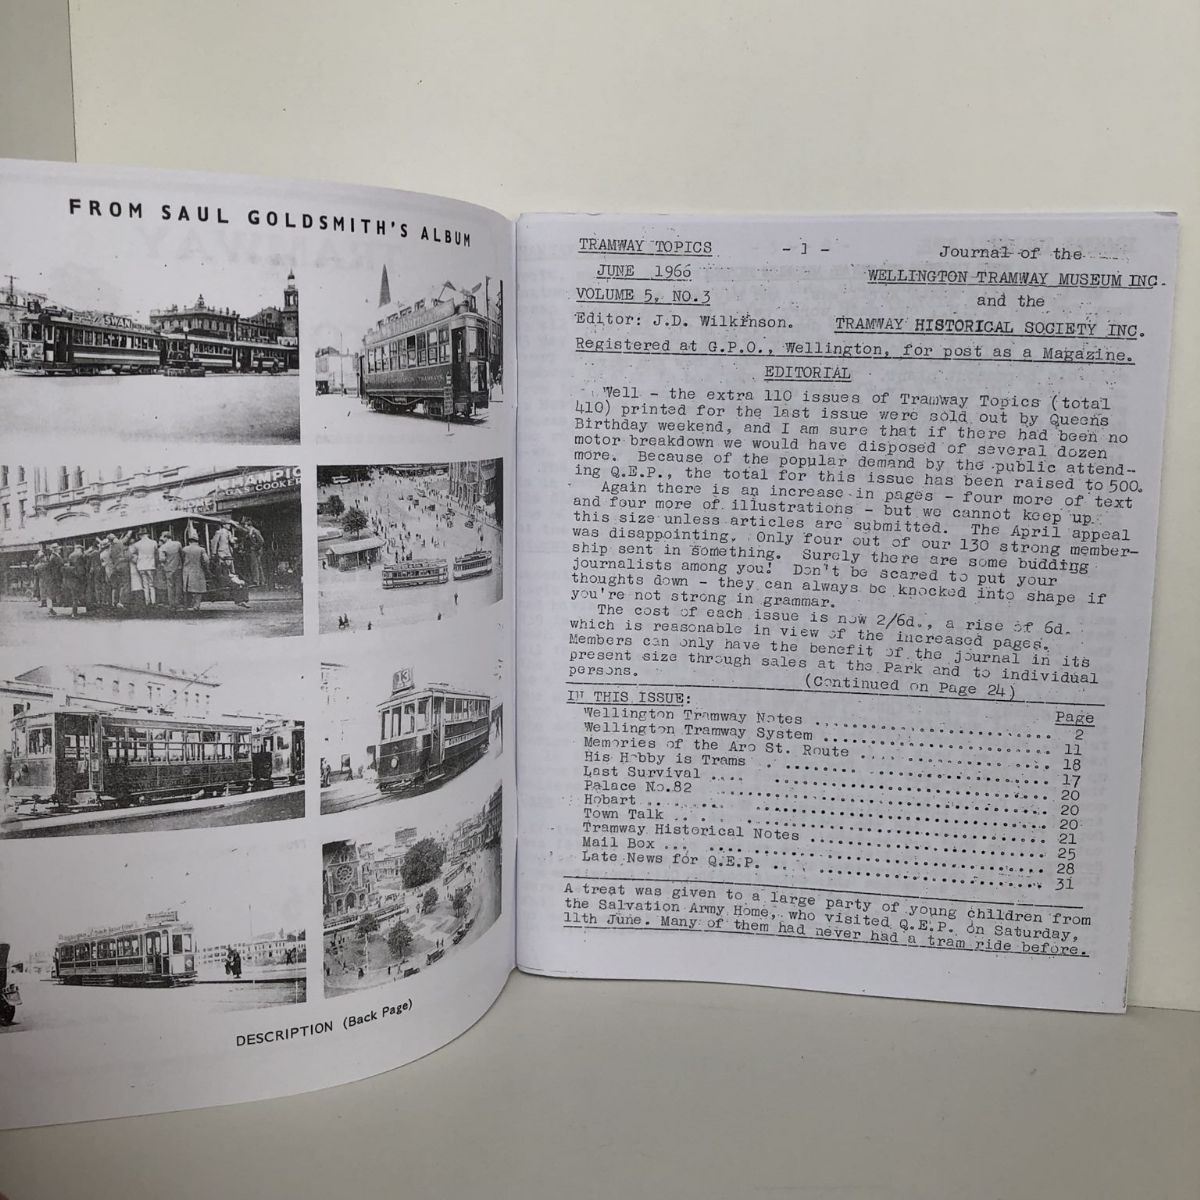 FROM SAUL GOLDSMITH'S ALBUM
SWAN
CHAMPIO
GAS COOKER
13
DESCRIPTION (Back Page)
TRAMWAY TOPICS - 1 - Journal of the
JUNE 1966 WELLINGTON TRAMWAY MUSEUM INC.
VOLUME 5, NO.3 and the
Editor: J.D. Wilkinson. TRAMWAY HISTORICAL SOCIETY INC.
Registered at G.P.O., Wellington, for post as a Magazine.
EDITORIAL
Well - the extra 110 issues of Tramway Topics (total
410) printed for the last issue were sold out by Queens
Birthday weekend, and I am sure that if there had been no
motor breakdown we would have disposed of several dozen
more. Because of the popular demand by the public attend-
ing Q.E.P., the total for this issue has been raised to 500.
Again there is an increase in pages - four more of text
and four more of illustrations - but we cannot keep up
this size unless articles are submitted. The April appeal
was disappointing. Only four out of our 130 strong member-
ship sent in something. Surely there are some budding
journalists among you! Don't be scared to put your
thoughts down - they can always be knocked into shape if
you're not strong in grammar.
The cost of each issue is now 2/6d., a rise of 6d.
which is reasonable in view of the increased pages.
Members can only have the benefit of the journal in its
present size through sales at the Park and to individual
persons. (Continued on Page 24)
IN THIS ISSUE: Page
Wellington Tramway Notes 2
Wellington Tramway System 11
Memories of the Aro St. Route 18
His Hobby is Trams 17
Last Survival 20
Palace No.82 20
Hobart 20
Town Talk 21
Tramway Historical Notes 25
Mail Box 28
Late News for Q.E.P. 31
A treat was given to a large party of young children from
the Salvation Army Home, who visited Q.E.P. on Saturday,
11th June. Many of them had never had a tram ride before.